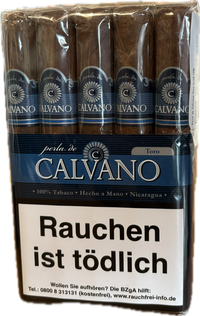 CALVANO CALVANO CALVANO CALVANO CALVANO
perla de
Toro
C
CALVANO
100% Tabaco • Hecho a Mano • Nicaragua
Rauchen
ist tödlich
Wollen Sie aufhören? Die BZgA hilft:
Tel.: 0800 8 313131 (kostenfrei), www.rauchfrei-info.de